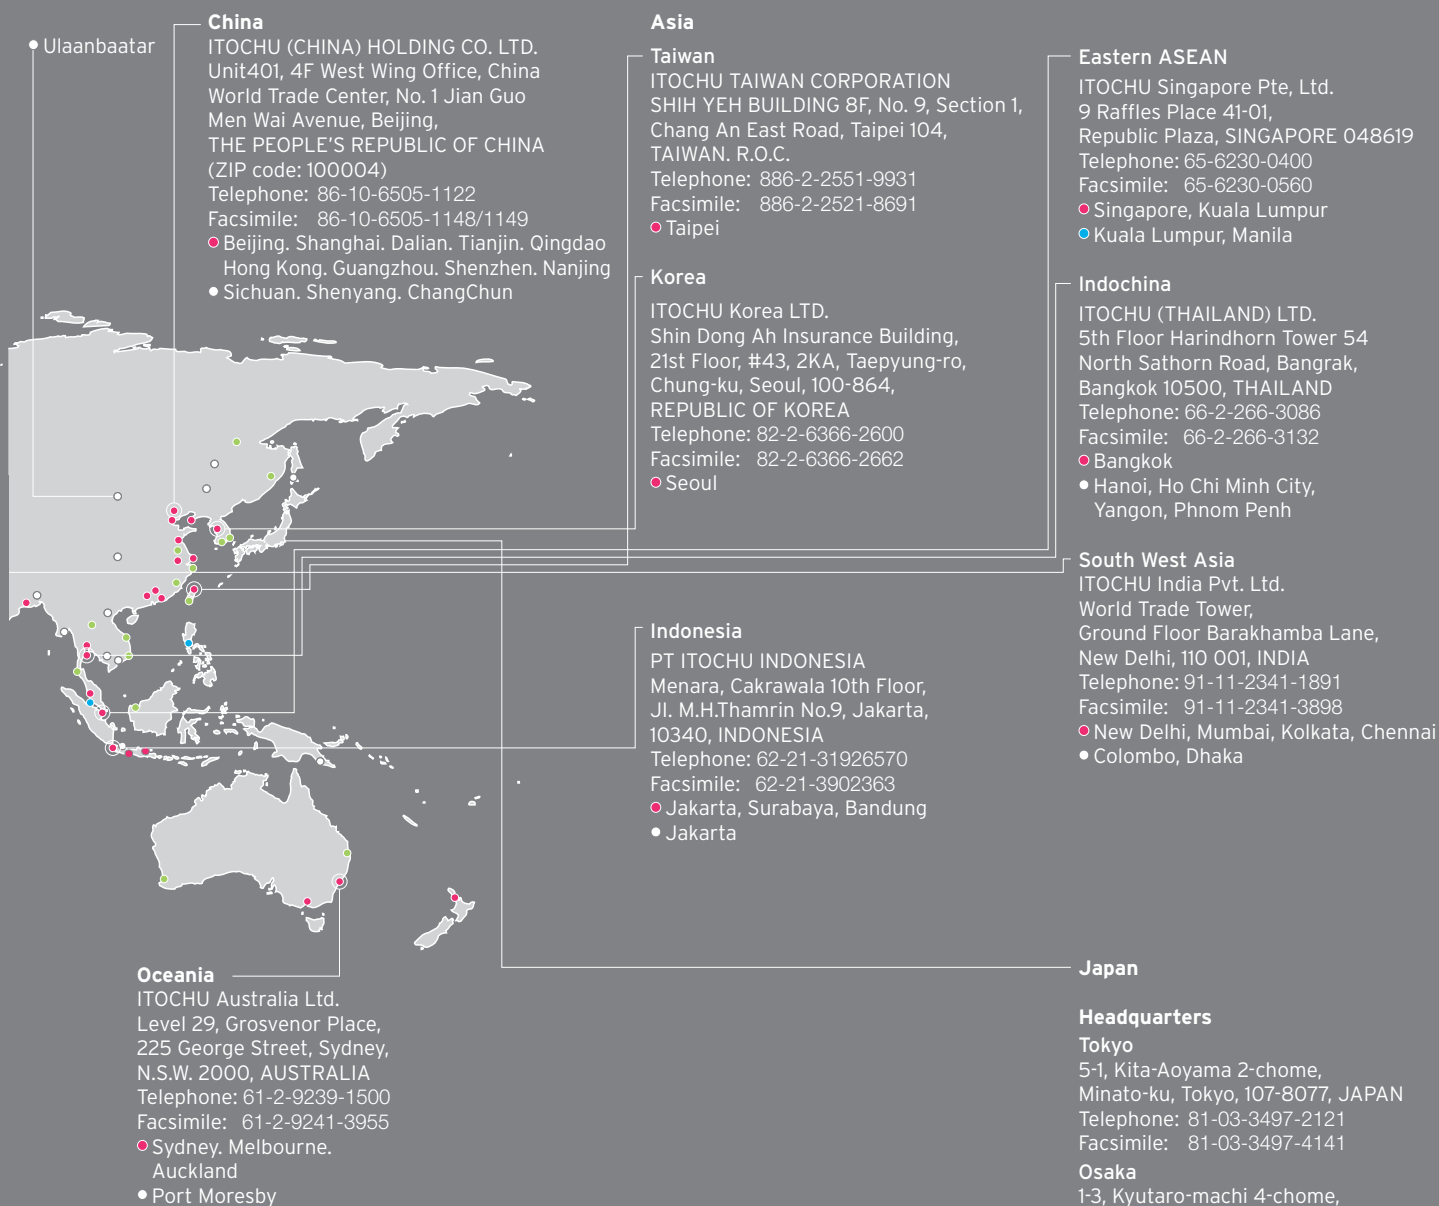 Ulaanbaatar
China
ITOCHU (CHINA) HOLDING CO. LTD.
Unit401, 4F West Wing Office, China
World Trade Center, No. 1 Jian Guo
Men Wai Avenue, Beijing,
THE PEOPLE'S REPUBLIC OF CHINA
(ZIP code: 100004)
Telephone: 86-10-6505-1122
Facsimile: 86-10-6505-1148/1149
Beijing. Shanghai. Dalian. Tianjin. Qingdao
Hong Kong. Guangzhou. Shenzhen. Nanjing
Sichuan. Shenyang. ChangChun
Asia
Taiwan
ITOCHU TAIWAN CORPORATION
SHIH YEH BUILDING 8F, No. 9, Section 1,
Chang An East Road, Taipei 104,
TAIWAN. R.O.C.
Telephone: 886-2-2551-9931
Facsimile: 886-2-2521-8691
Taipei
Korea
ITOCHU Korea LTD.
Shin Dong Ah Insurance Building,
21st Floor, #43, 2KA, Taepyung-ro,
Chung-ku, Seoul, 100-864,
REPUBLIC OF KOREA
Telephone: 82-2-6366-2600
Facsimile: 82-2-6366-2662
Seoul
Indonesia
PT ITOCHU INDONESIA
Menara, Cakrawala 10th Floor,
JI. M.H.Thamrin No.9, Jakarta,
10340, INDONESIA
Telephone: 62-21-31926570
Facsimile: 62-21-3902363
Jakarta, Surabaya, Bandung
Jakarta
Eastern ASEAN
ITOCHU Singapore Pte, Ltd.
9 Raffles Place 41-01,
Republic Plaza, SINGAPORE 048619
Telephone: 65-6230-0400
Facsimile: 65-6230-0560
Singapore, Kuala Lumpur
Kuala Lumpur, Manila
Indochina
ITOCHU (THAILAND) LTD.
5th Floor Harindhorn Tower 54
North Sathorn Road, Bangrak,
Bangkok 10500, THAILAND
Telephone: 66-2-266-3086
Facsimile: 66-2-266-3132
Bangkok
Hanoi, Ho Chi Minh City,
Yangon, Phnom Penh
South West Asia
ITOCHU India Pvt. Ltd.
World Trade Tower,
Ground Floor Barakhamba Lane,
New Delhi, 110 001, INDIA
Telephone: 91-11-2341-1891
Facsimile: 91-11-2341-3898
New Delhi, Mumbai, Kolkata, Chennai
Colombo, Dhaka
Oceania
ITOCHU Australia Ltd.
Level 29, Grosvenor Place,
225 George Street, Sydney,
N.S.W. 2000, AUSTRALIA
Telephone: 61-2-9239-1500
Facsimile: 61-2-9241-3955
Sydney. Melbourne.
Auckland
Port Moresby
Japan
Headquarters
Tokyo
5-1, Kita-Aoyama 2-chome,
Minato-ku, Tokyo, 107-8077, JAPAN
Telephone: 81-03-3497-2121
Facsimile: 81-03-3497-4141
Osaka
1-3, Kyutaro-machi 4-chome,